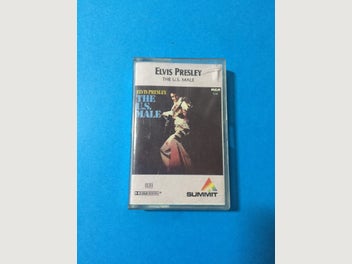 ELVIS PRESLEY
THE U.S. MALE
ELVIS PRESLEY
THE
U.S.
MALE
RCA
SUMMIT